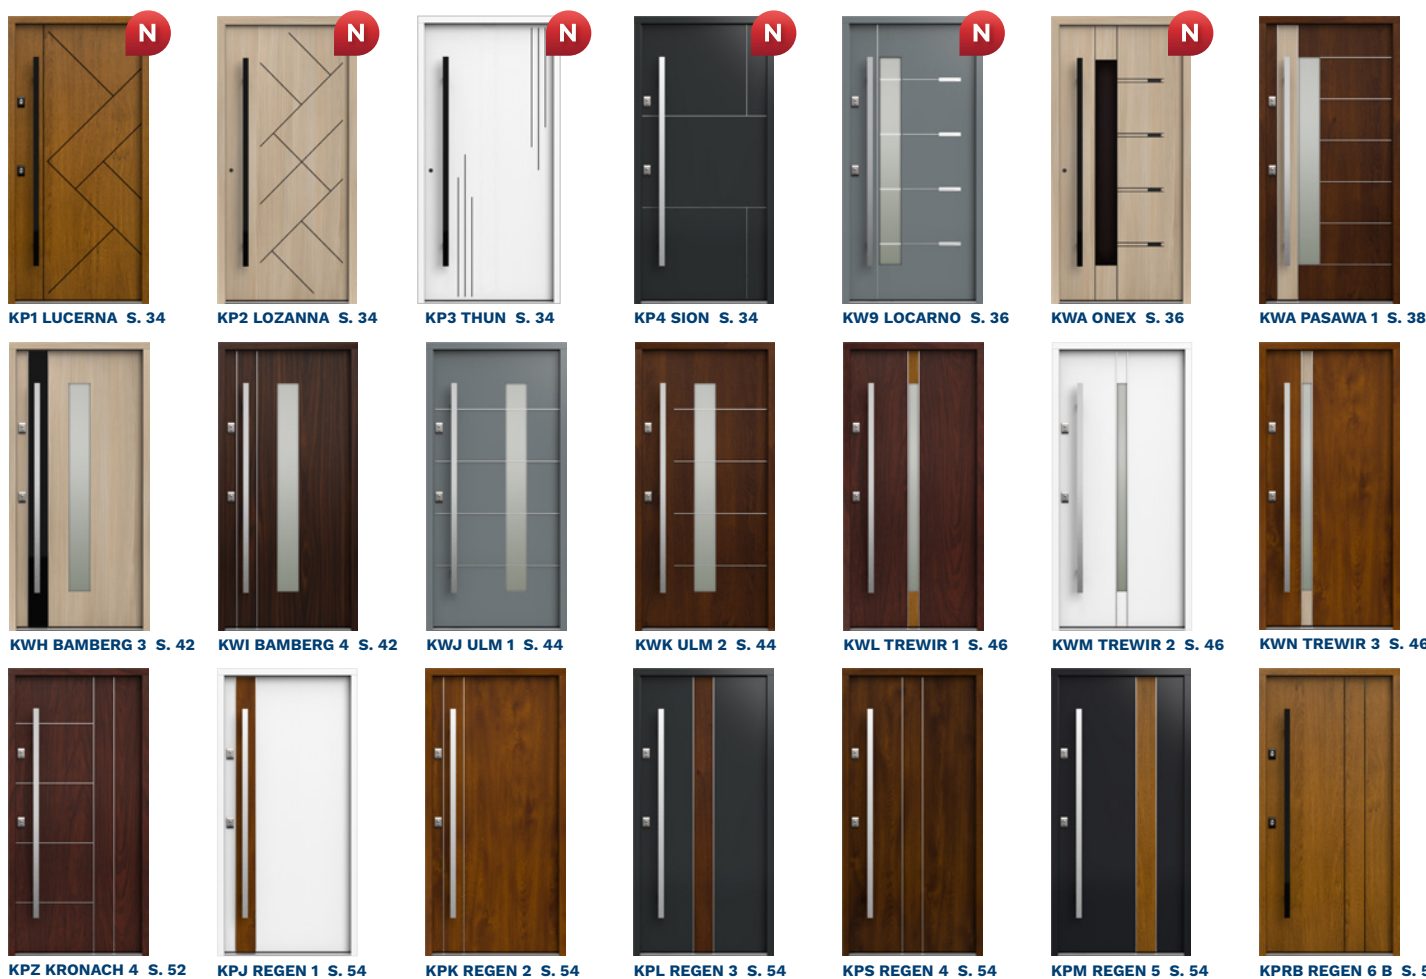 N N N N N N
KP1 LUCERNA S. 34 KP2 LOZANNA S. 34 KP3 THUN S. 34 KP4 SION S. 34 KW9 LOCARNO S. 36 KWA ONEX S. 36 KWA PASAWA 1 S. 38
KWH BAMBERG 3 S. 42 KWI BAMBERG 4 S. 42 KWJ ULM 1 S. 44 KWK ULM 2 S. 44 KWL TREWIR 1 S. 46 KWM TREWIR 2 S. 46 KWN TREWIR 3 S. 46
KPZ KRONACH 4 S. 52 KPJ REGEN 1 S. 54 KPK REGEN 2 S. 54 KPL REGEN 3 S. 54 KPS REGEN 4 S. 54 KPM REGEN 5 S. 54 KPRB REGEN 6 B S.